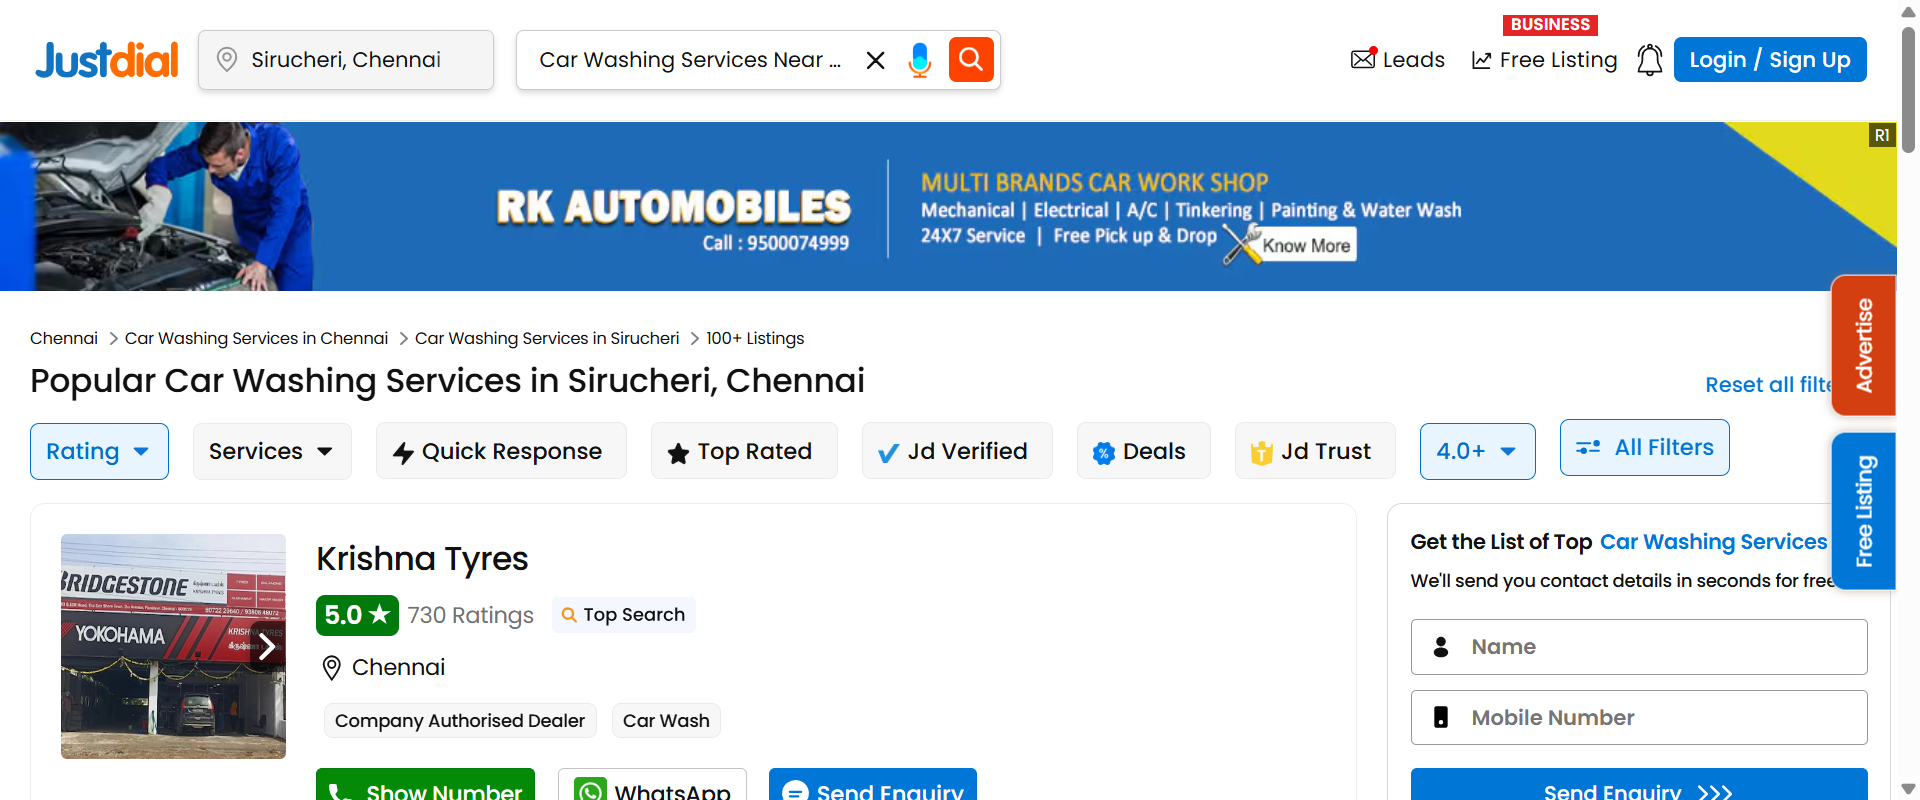 BUSINESS
Justdial
Sirucheri, Chennai
Car Washing Services Near ...
Leads
Free Listing
Login / Sign Up
R1
RK AUTOMOBILES
Call : 9500074999
MULTI BRANDS CAR WORK SHOP
Mechanical | Electrical | A/C | Tinkering | Painting & Water Wash
24X7 Service | Free Pick up & Drop
Know More
Advertise
Free Listing
Chennai > Car Washing Services in Chennai > Car Washing Services in Sirucheri > 100+ Listings
Popular Car Washing Services in Sirucheri, Chennai
Reset all filte
Rating
Services
Quick Response
Top Rated
Jd Verified
Deals
Jd Trust
4.0+
All Filters
BRIDGESTONE
YOKOHAMA
Krishna Tyres
5.0 ★ 730 Ratings
Top Search
Chennai
Company Authorised Dealer
Car Wash
Show Number
WhatsApp
Send Enquiry
Get the List of Top Car Washing Services
We'll send you contact details in seconds for free
Name
Mobile Number
Send Enquiry >>>